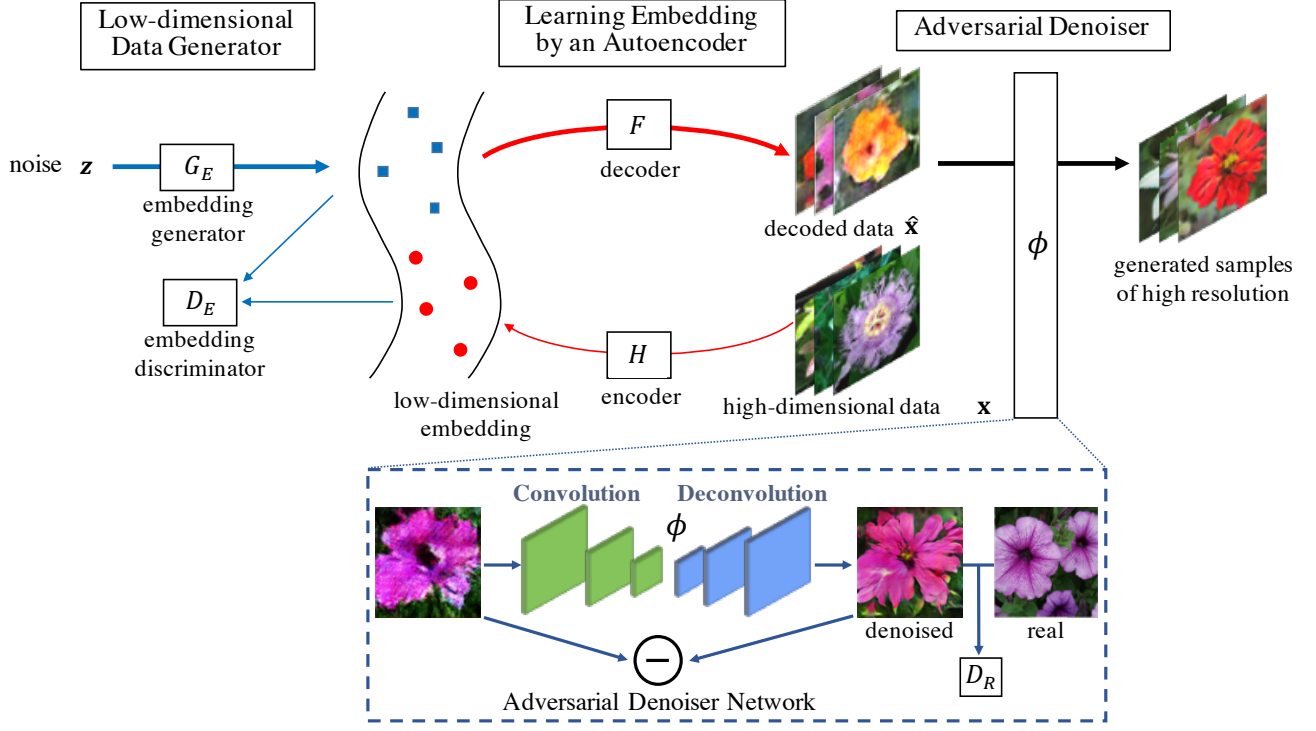 Low-dimensional
Data Generator
Learning Embedding
by an Autoencoder
Adversarial Denoiser
noise z
G_E
embedding
generator
D_E
embedding
discriminator
low-dimensional
embedding
F
decoder
decoded data x̂
H
encoder
high-dimensional data x
ϕ
generated samples
of high resolution
Convolution
Deconvolution
ϕ
denoised
real
−
D_R
Adversarial Denoiser Network